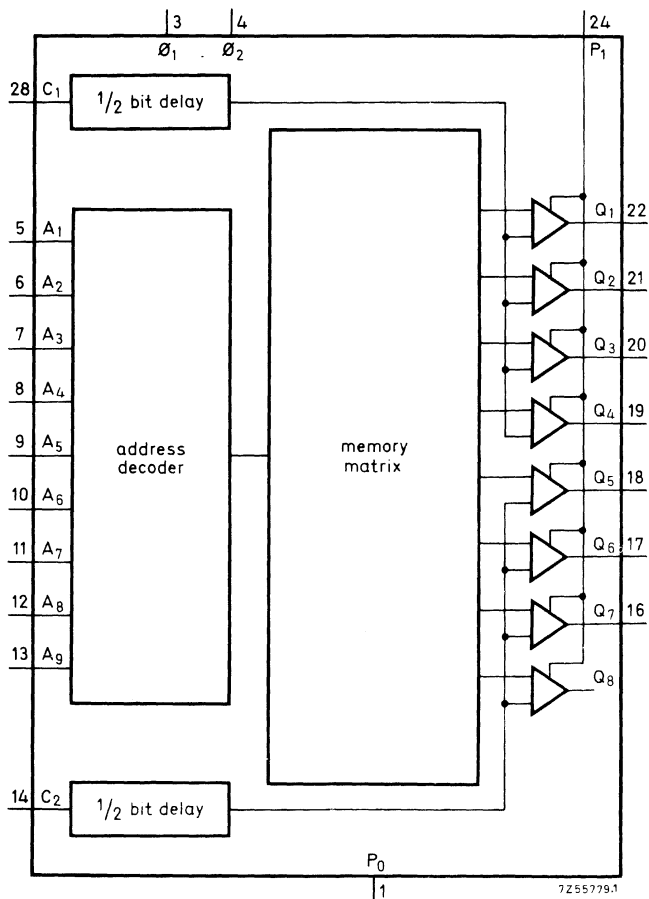 3 4 24
Ø1 Ø2 P1
28 C1 1/2 bit delay
Q1 22
5 A1
Q2 21
6 A2
Q3 20
7 A3
Q4 19
8 A4
9 A5 address decoder
memory matrix
Q5 18
10 A6
Q6 17
11 A7
Q7 16
12 A8
Q8
13 A9
14 C2 1/2 bit delay
P0
1
7Z55779.1